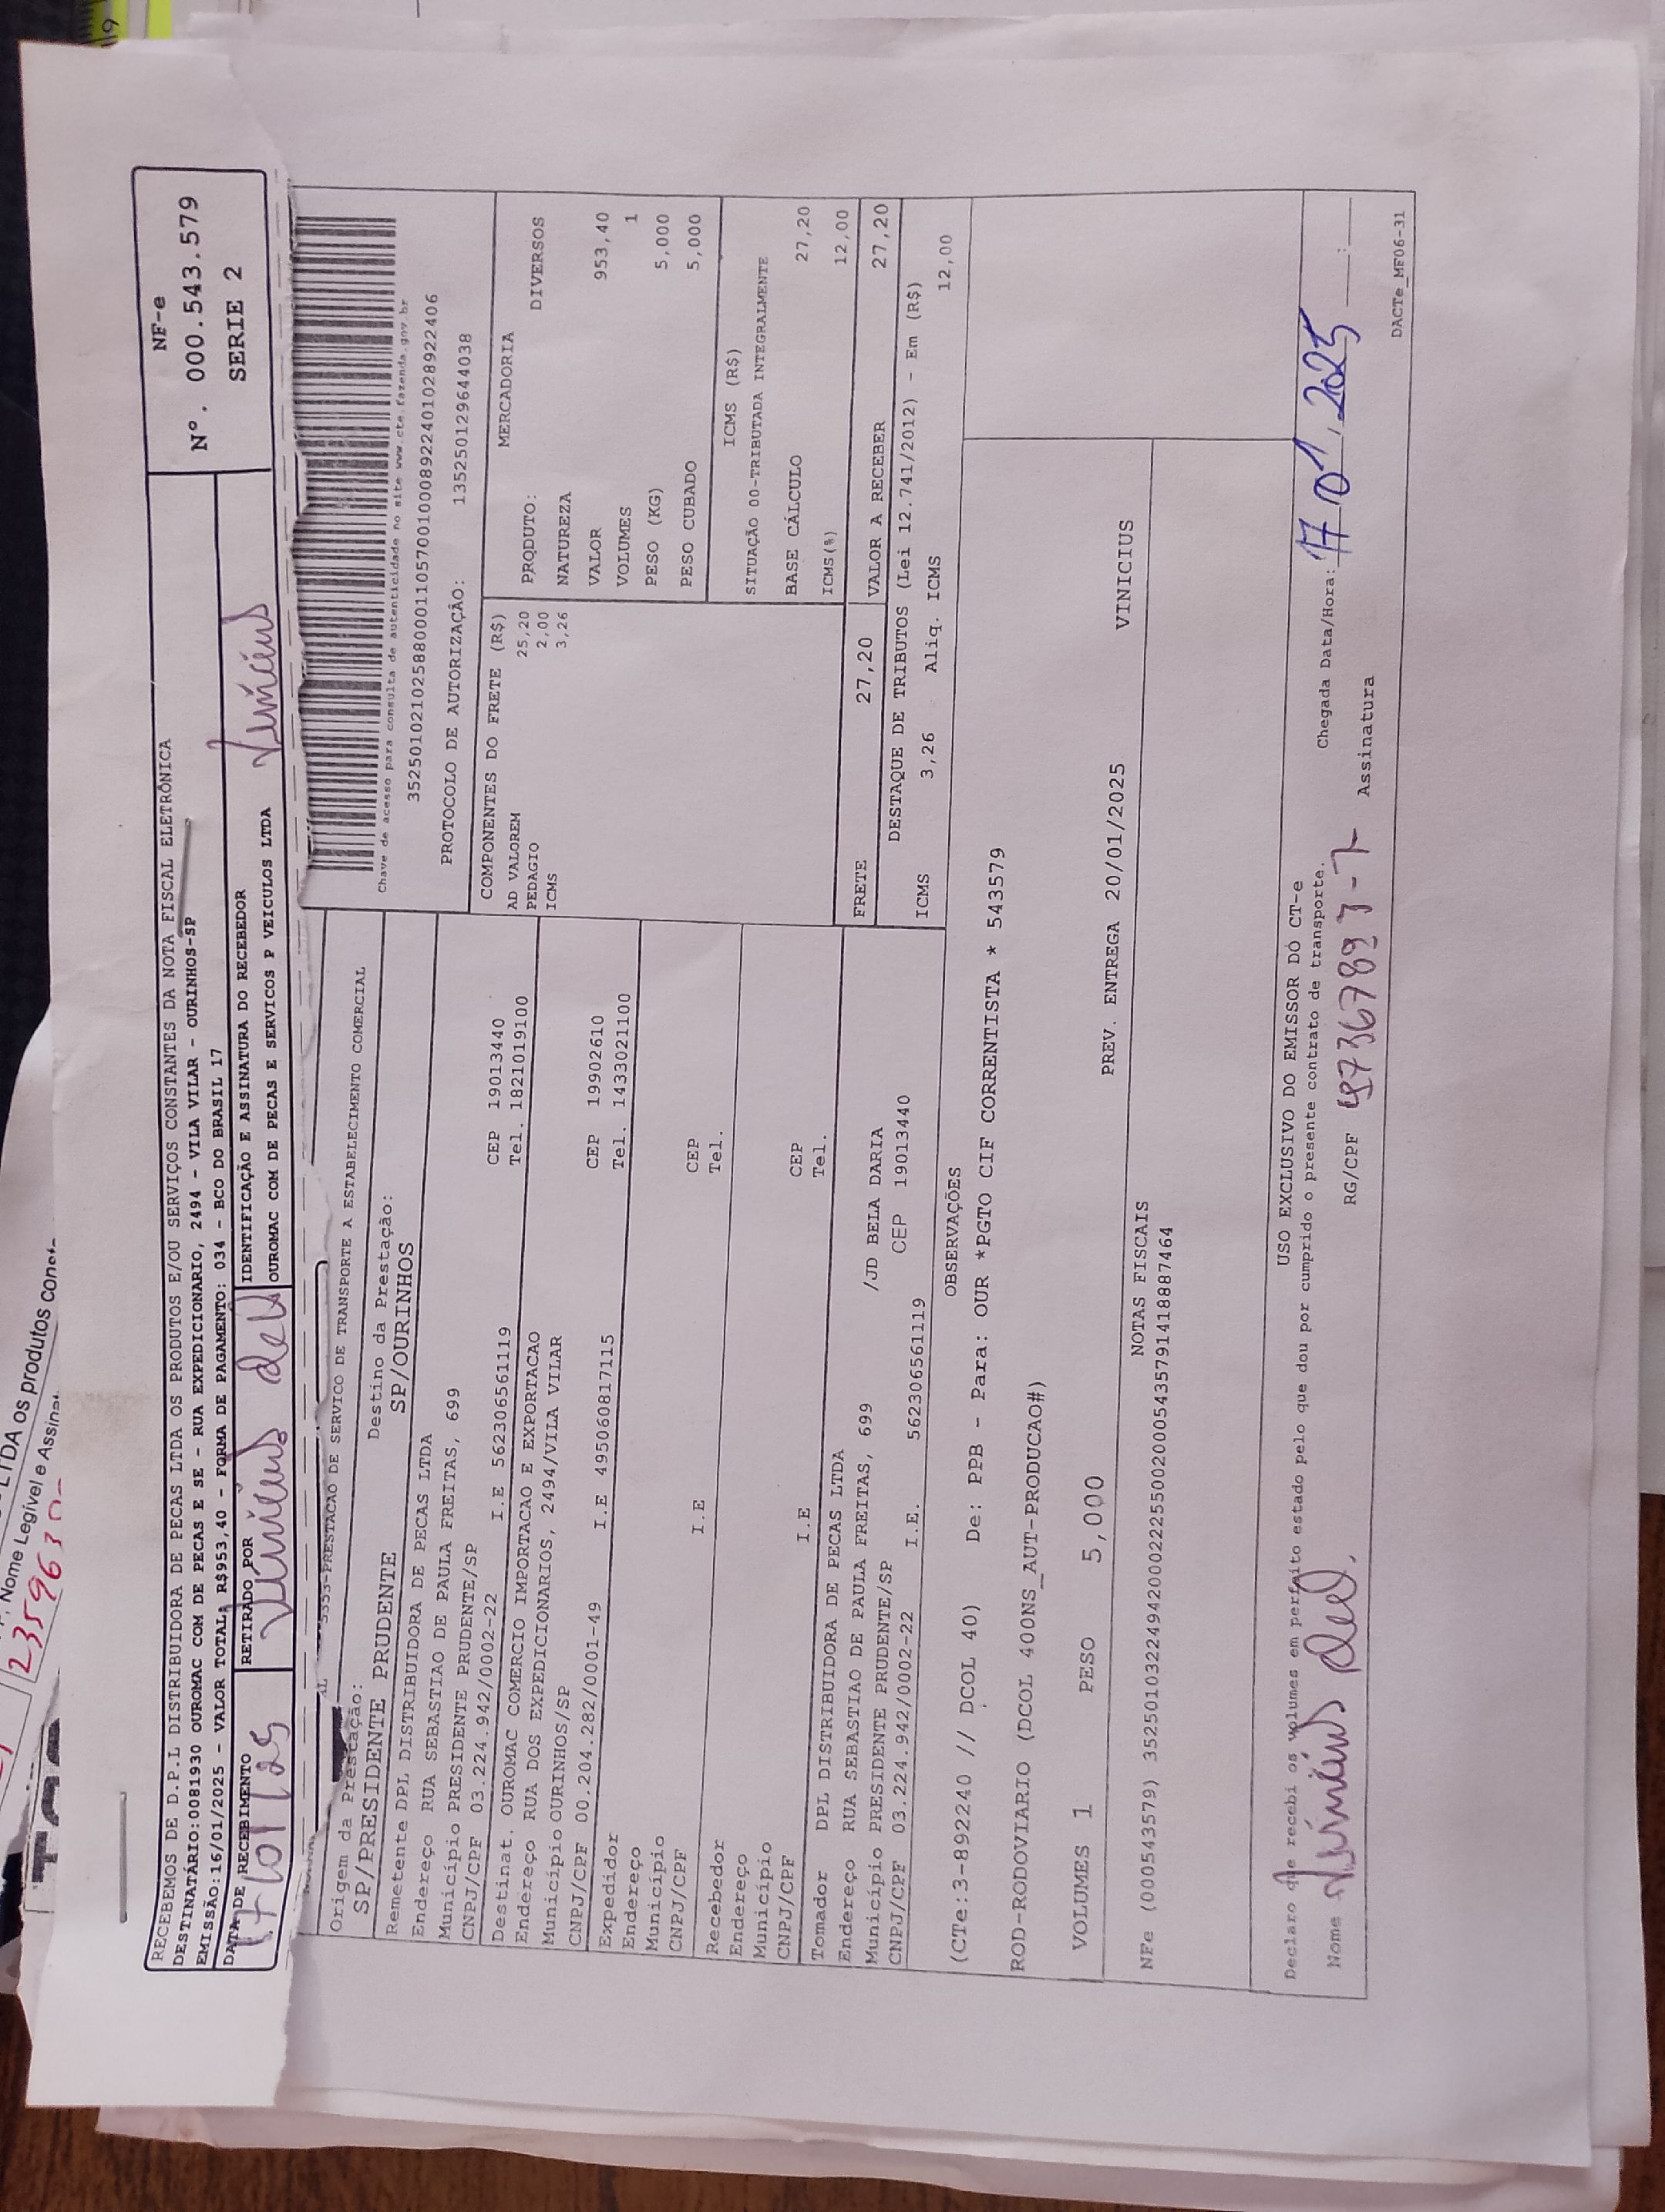 LTDA os produtos const
Nome Legível e Assinat
RECEBEMOS DE D.P.L DISTRIBUIDORA DE PECAS LTDA OS PRODUTOS E/OU SERVIÇOS CONSTANTES DA NOTA FISCAL ELETRÔNICA
DESTINATÁRIO:0081930 OUROMAC COM DE PECAS E SE - RUA EXPEDICIONARIO, 2494 - VILA VILAR - OURINHOS-SP
EMISSÃO:16/01/2025 - VALOR TOTAL: R$953,40 - FORMA DE PAGAMENTO: 034 - BCO DO BRASIL 17
NF-e
Nº. 000.543.579
SERIE 2
DATA DE RECEBIMENTO
17/01/25
RETIRADO POR
Vinicius
IDENTIFICAÇÃO E ASSINATURA DO RECEBEDOR
OUROMAC COM DE PECAS E SERVICOS P VEICULOS LTDA
Vinicius
5353-PRESTACAO DE SERVICO DE TRANSPORTE A ESTABELECIMENTO COMERCIAL
Origem da Prestação:
SP/PRESIDENTE PRUDENTE
Destino da Prestação:
SP/OURINHOS
Chave de acesso para consulta de autenticidade no site www.cte.fazenda.gov.br
35250102102588000110570010008922401028922406
PROTOCOLO DE AUTORIZAÇÃO: 135250129644038
Remetente DPL DISTRIBUIDORA DE PECAS LTDA
Endereço RUA SEBASTIAO DE PAULA FREITAS, 699
Município PRESIDENTE PRUDENTE/SP CEP 19013440
CNPJ/CPF 03.224.942/0002-22 I.E 562306561119 Tel. 1821019100
Destinat. OUROMAC COMERCIO IMPORTACAO E EXPORTACAO
Endereço RUA DOS EXPEDICIONARIOS, 2494/VILA VILAR
Município OURINHOS/SP CEP 19902610
CNPJ/CPF 00.204.282/0001-49 I.E 495060817115 Tel. 1433021100
Expedidor
Endereço
Município CEP
CNPJ/CPF I.E Tel.
Recebedor
Endereço
Município CEP
CNPJ/CPF I.E Tel.
Tomador DPL DISTRIBUIDORA DE PECAS LTDA
Endereço RUA SEBASTIAO DE PAULA FREITAS, 699 /JD BELA DARIA
Município PRESIDENTE PRUDENTE/SP CEP 19013440
CNPJ/CPF 03.224.942/002-22 I.E. 562306561119
COMPONENTES DO FRETE (R$)
AD VALOREM 25,20
PEDAGIO 2,00
ICMS 3,26
MERCADORIA
PRODUTO: DIVERSOS
NATUREZA
VALOR 953,40
VOLUMES 1
PESO (KG) 5,000
PESO CUBADO 5,000
ICMS (R$)
SITUAÇÃO 00-TRIBUTADA INTEGRALMENTE
BASE CÁLCULO 27,20
ICMS(%) 12,00
FRETE 27,20 VALOR A RECEBER 27,20
DESTAQUE DE TRIBUTOS (Lei 12.741/2012) - Em (R$)
ICMS 3,26 Aliq. ICMS 12,00
OBSERVAÇÕES
(CTe:3-892240 // DCOL 40) De: PPB - Para: OUR *PGTO CIF CORRENTISTA * 543579
ROD-RODOVIARIO (DCOL 400NS_AUT-PRODUCAO#)
VOLUMES 1 PESO 5,000 PREV. ENTREGA 20/01/2025 VINICIUS
NOTAS FISCAIS
NFe (000543579) 35250103224942000222550020005435791418887464
USO EXCLUSIVO DO EMISSOR DO CT-e
Declaro que recebi os volumes em perfeito estado pelo que dou por cumprido o presente contrato de transporte.
Chegada Data/Hora: 17/01/2025 __:__
Nome Vinicius RG/CPF Assinatura
DACTe_MF06-31